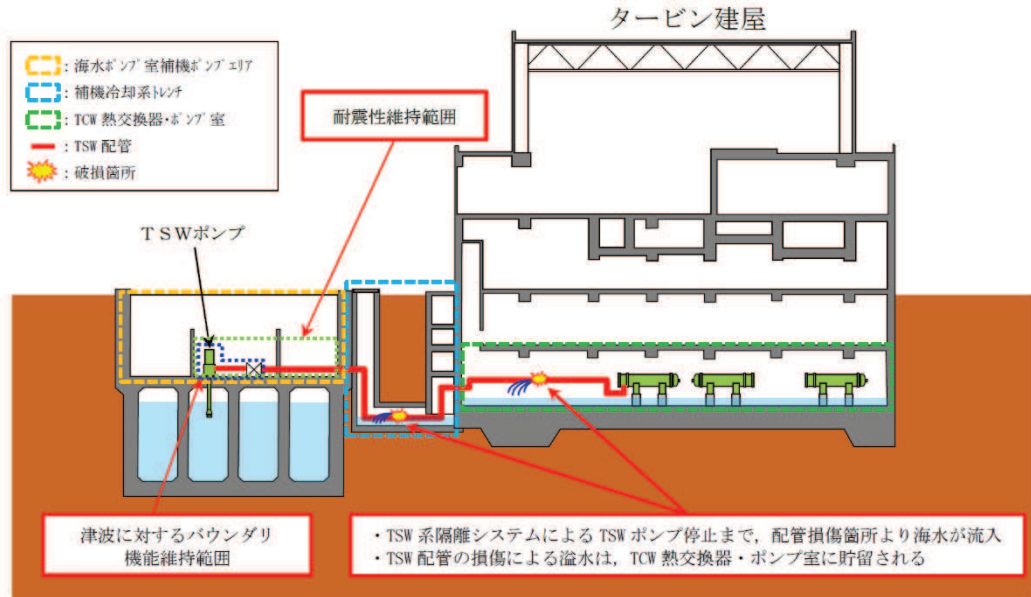 タービン建屋
：海水ﾎﾟﾝﾌﾟ室補機ﾎﾟﾝﾌﾟｴﾘｱ
：補機冷却系ﾄﾚﾝﾁ
：TCW 熱交換器・ﾎﾟﾝﾌﾟ室
：TSW 配管
：破損箇所
耐震性維持範囲
ＴＳＷポンプ
津波に対するバウンダリ
機能維持範囲
・TSW 系隔離システムによる TSW ポンプ停止まで，配管損傷箇所より海水が流入
・TSW 配管の損傷による溢水は，TCW 熱交換器・ポンプ室に貯留される